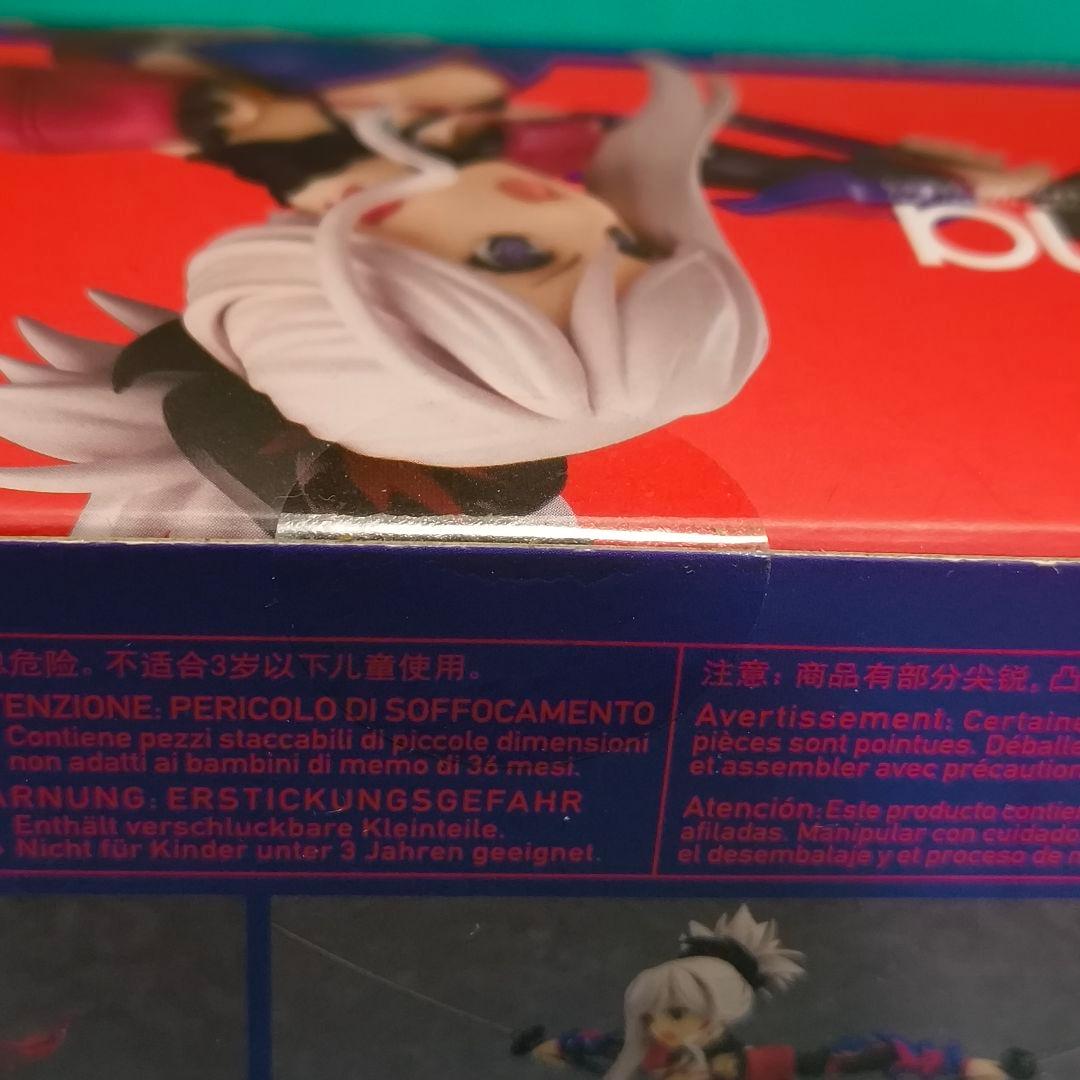 危险。不适合3岁以下儿童使用。
TENZIONE: PERICOLO DI SOFFOCAMENTO
Contiene pezzi staccabili di piccole dimensioni
non adatti ai bambini di memo di 36 mesi.
ARNUNG: ERSTICKUNGSGEFAHR
Enthält verschluckbare Kleinteile.
Nicht für Kinder unter 3 Jahren geeignet.
注意：商品有部分尖锐，凸
Avertissement: Certaine
pièces sont pointues. Déballe
et assembler avec précaution
Atención: Este producto contien
afiladas. Manipular con cuidado
el desembalaje y el proceso de